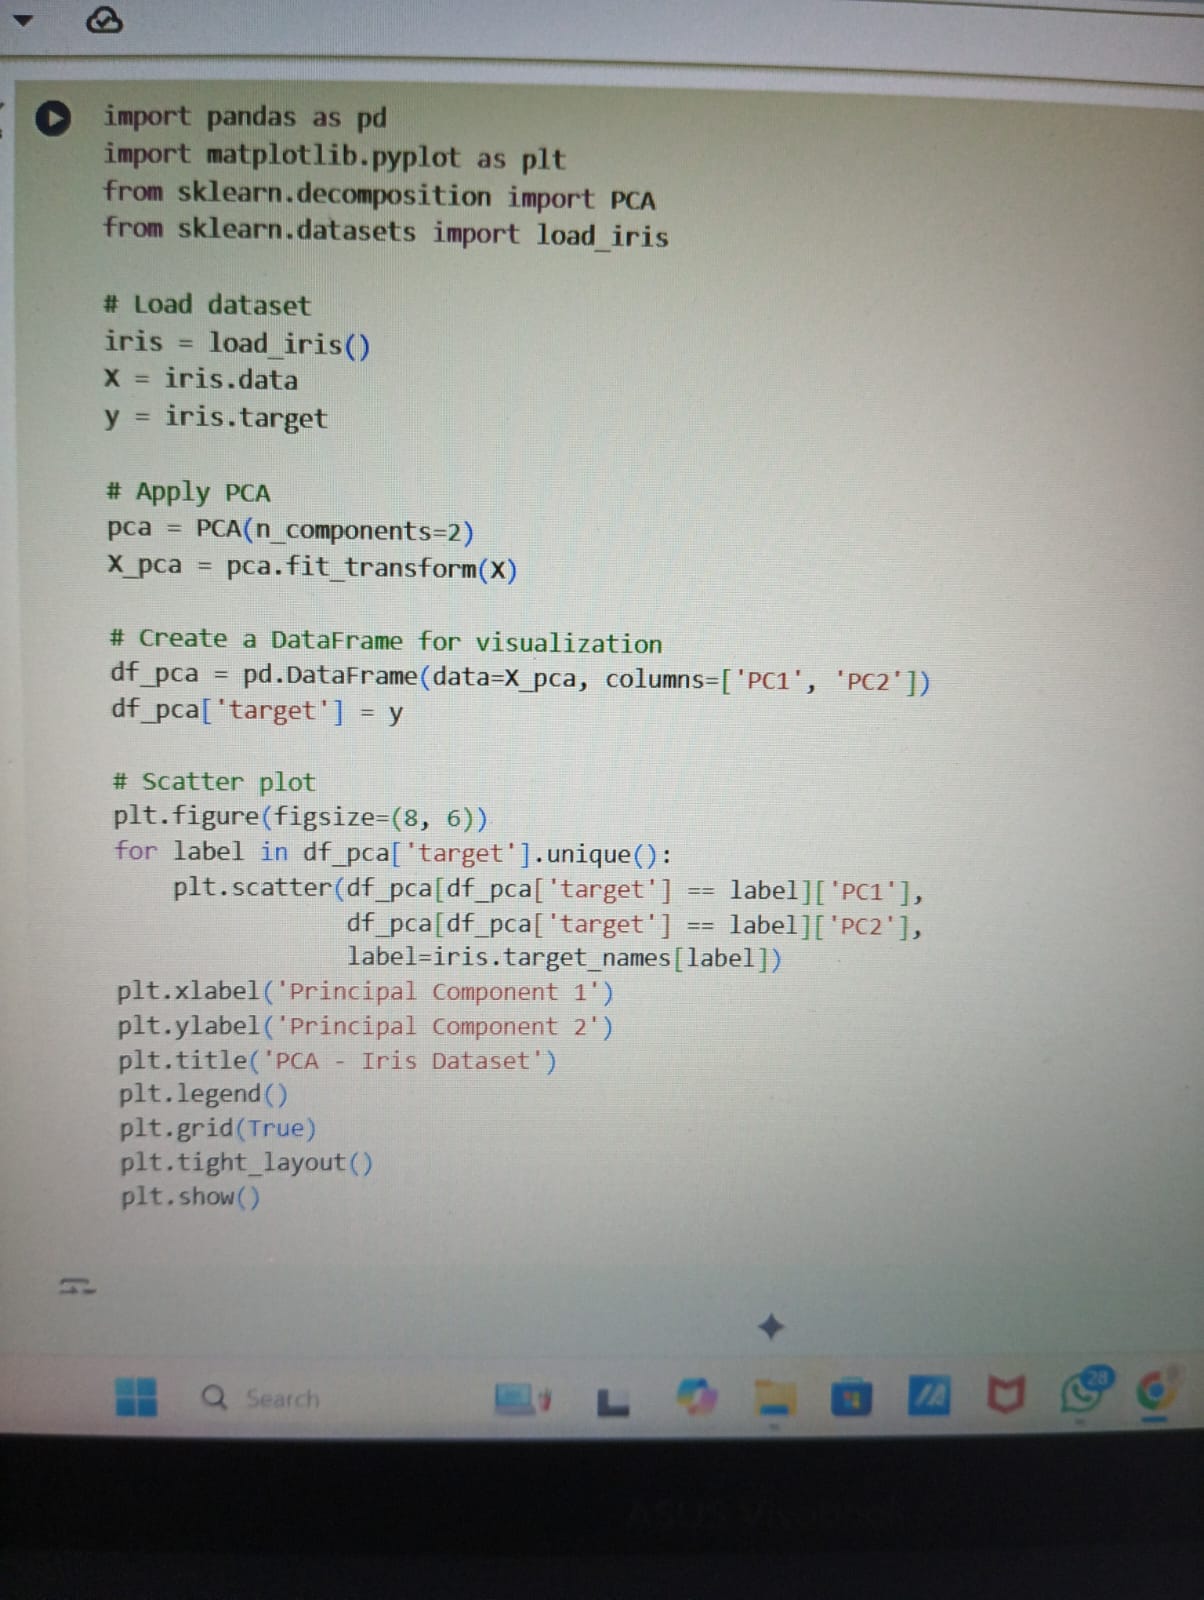 import pandas as pd
import matplotlib.pyplot as plt
from sklearn.decomposition import PCA
from sklearn.datasets import load_iris

# Load dataset
iris = load_iris()
X = iris.data
y = iris.target

# Apply PCA
pca = PCA(n_components=2)
X_pca = pca.fit_transform(X)

# Create a DataFrame for visualization
df_pca = pd.DataFrame(data=X_pca, columns=['PC1', 'PC2'])
df_pca['target'] = y

# Scatter plot
plt.figure(figsize=(8, 6))
for label in df_pca['target'].unique():
    plt.scatter(df_pca[df_pca['target'] == label]['PC1'],
                df_pca[df_pca['target'] == label]['PC2'],
                label=iris.target_names[label])
plt.xlabel('Principal Component 1')
plt.ylabel('Principal Component 2')
plt.title('PCA - Iris Dataset')
plt.legend()
plt.grid(True)
plt.tight_layout()
plt.show()
Search
28